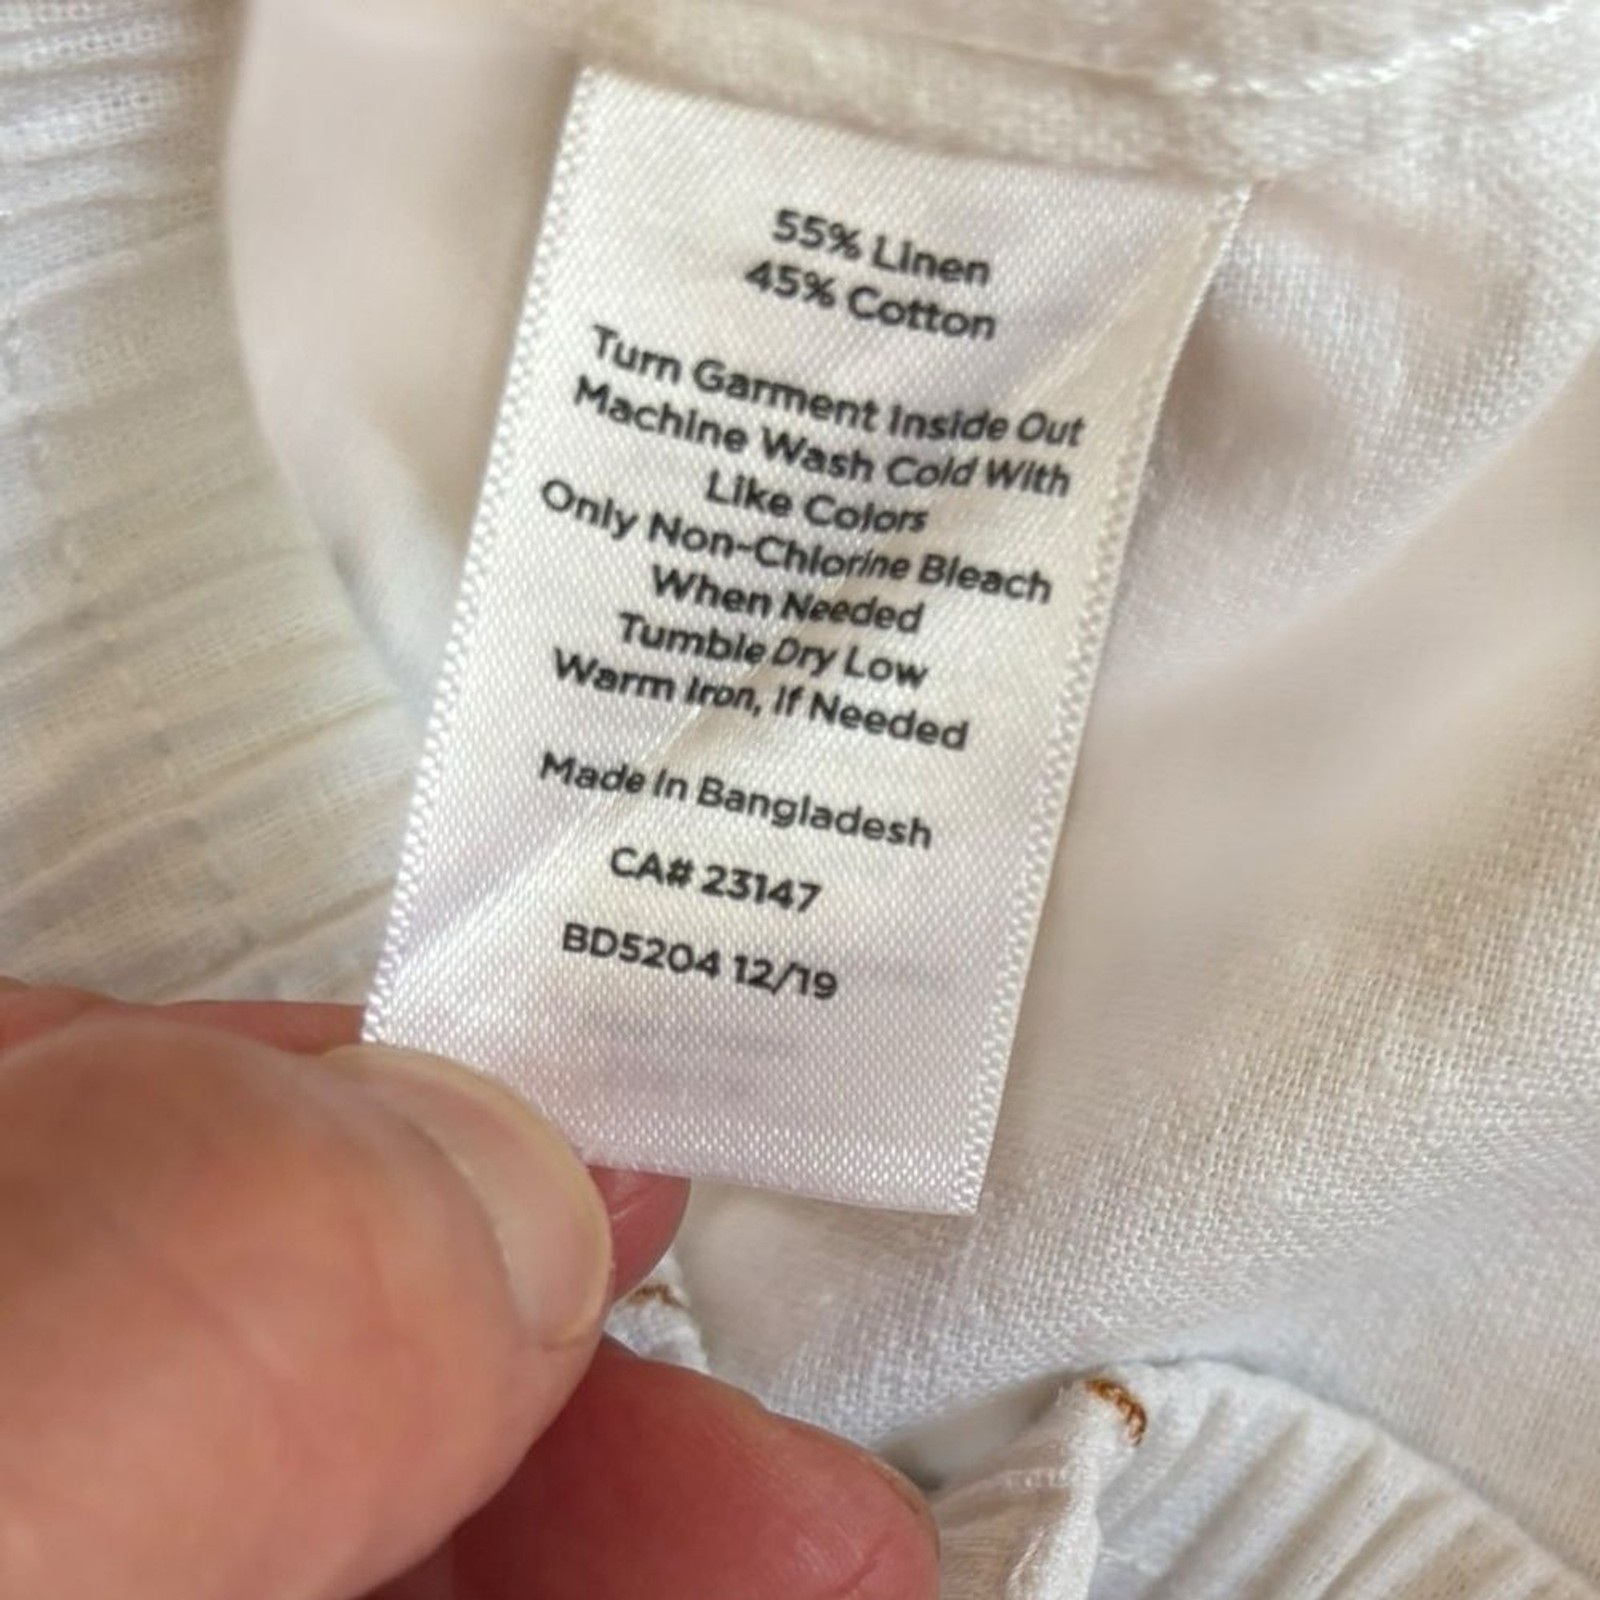 55% Linen
45% Cotton
Turn Garment Inside Out
Machine Wash Cold With
Like Colors
Only Non-Chlorine Bleach
When Needed
Tumble Dry Low
Warm Iron, If Needed
Made In Bangladesh
CA# 23147
BD5204 12/19